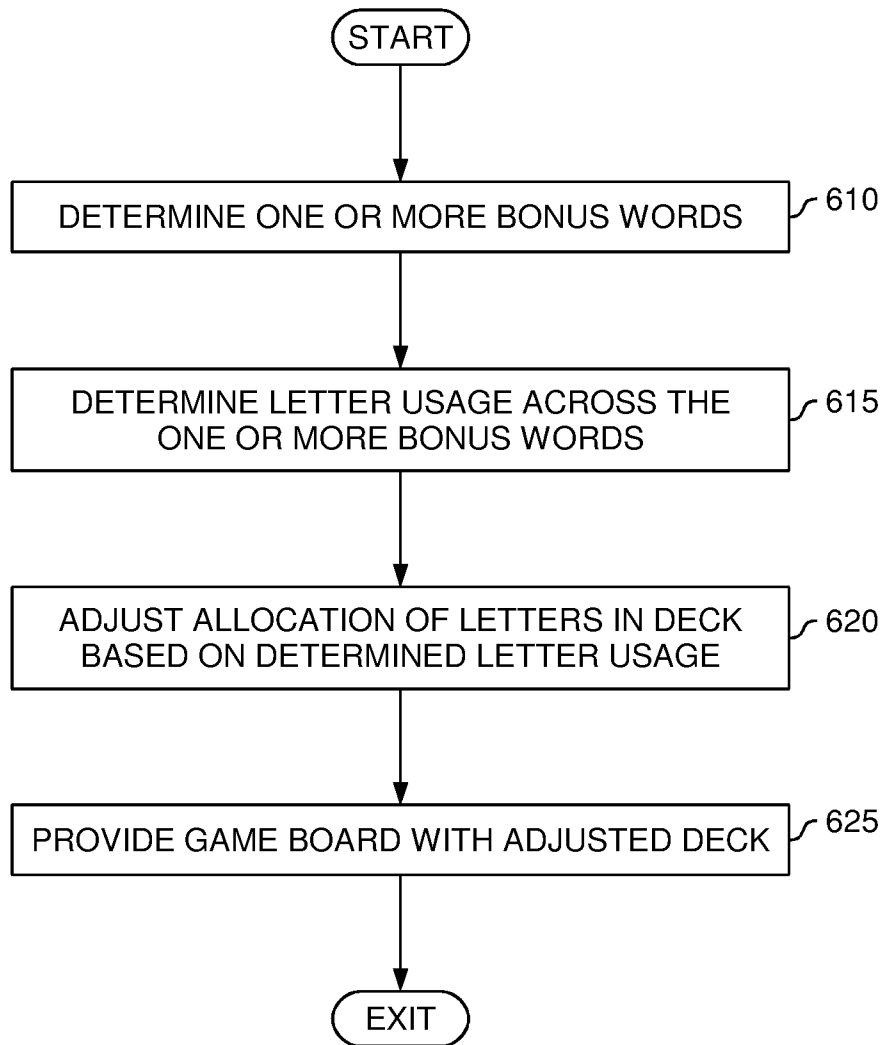 START
DETERMINE ONE OR MORE BONUS WORDS
610
DETERMINE LETTER USAGE ACROSS THE
ONE OR MORE BONUS WORDS
615
ADJUST ALLOCATION OF LETTERS IN DECK
BASED ON DETERMINED LETTER USAGE
620
PROVIDE GAME BOARD WITH ADJUSTED DECK
625
EXIT